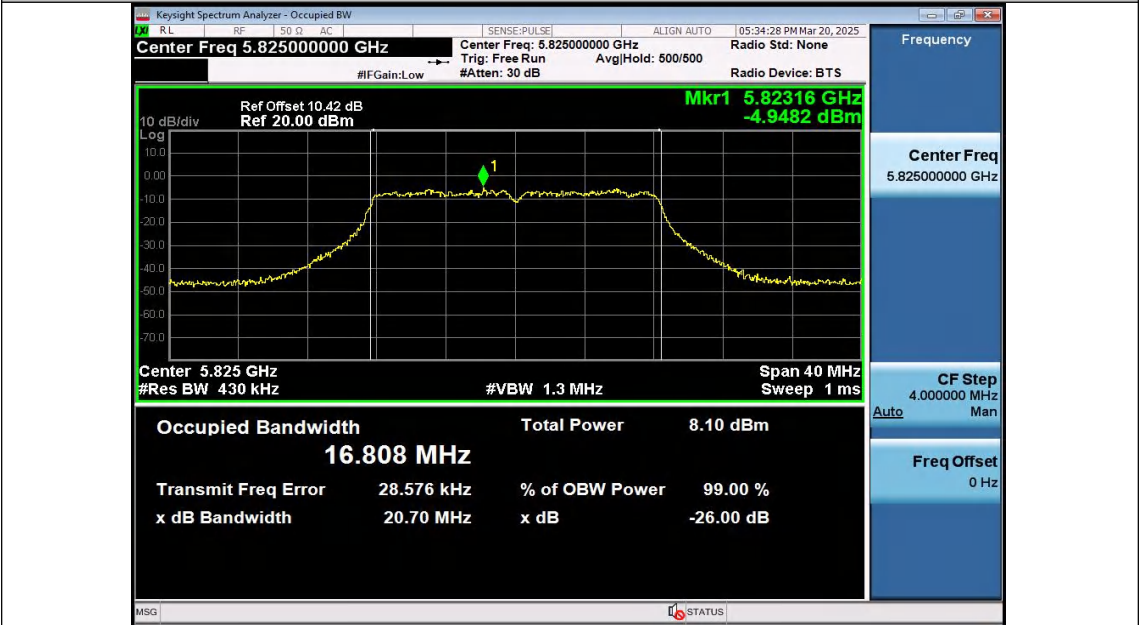 Keysight Spectrum Analyzer - Occupied BW
LXI RL RF 50 Ω AC SENSE:PULSE ALIGN AUTO 05:34:28 PM Mar 20, 2025
Center Freq 5.825000000 GHz
Center Freq: 5.825000000 GHz Radio Std: None
Trig: Free Run Avg|Hold: 500/500
#IFGain:Low #Atten: 30 dB Radio Device: BTS
Frequency
Mkr1 5.82316 GHz
-4.9482 dBm
Ref Offset 10.42 dB
10 dB/div Ref 20.00 dBm
Log
10.0
0.00
-10.0
-20.0
-30.0
-40.0
-50.0
-60.0
-70.0
1
Center 5.825 GHz Span 40 MHz
#Res BW 430 kHz #VBW 1.3 MHz Sweep 1 ms
Center Freq
5.825000000 GHz
CF Step
4.000000 MHz
Auto Man
Freq Offset
0 Hz
Occupied Bandwidth Total Power 8.10 dBm
16.808 MHz
Transmit Freq Error 28.576 kHz % of OBW Power 99.00 %
x dB Bandwidth 20.70 MHz x dB -26.00 dB
MSG STATUS